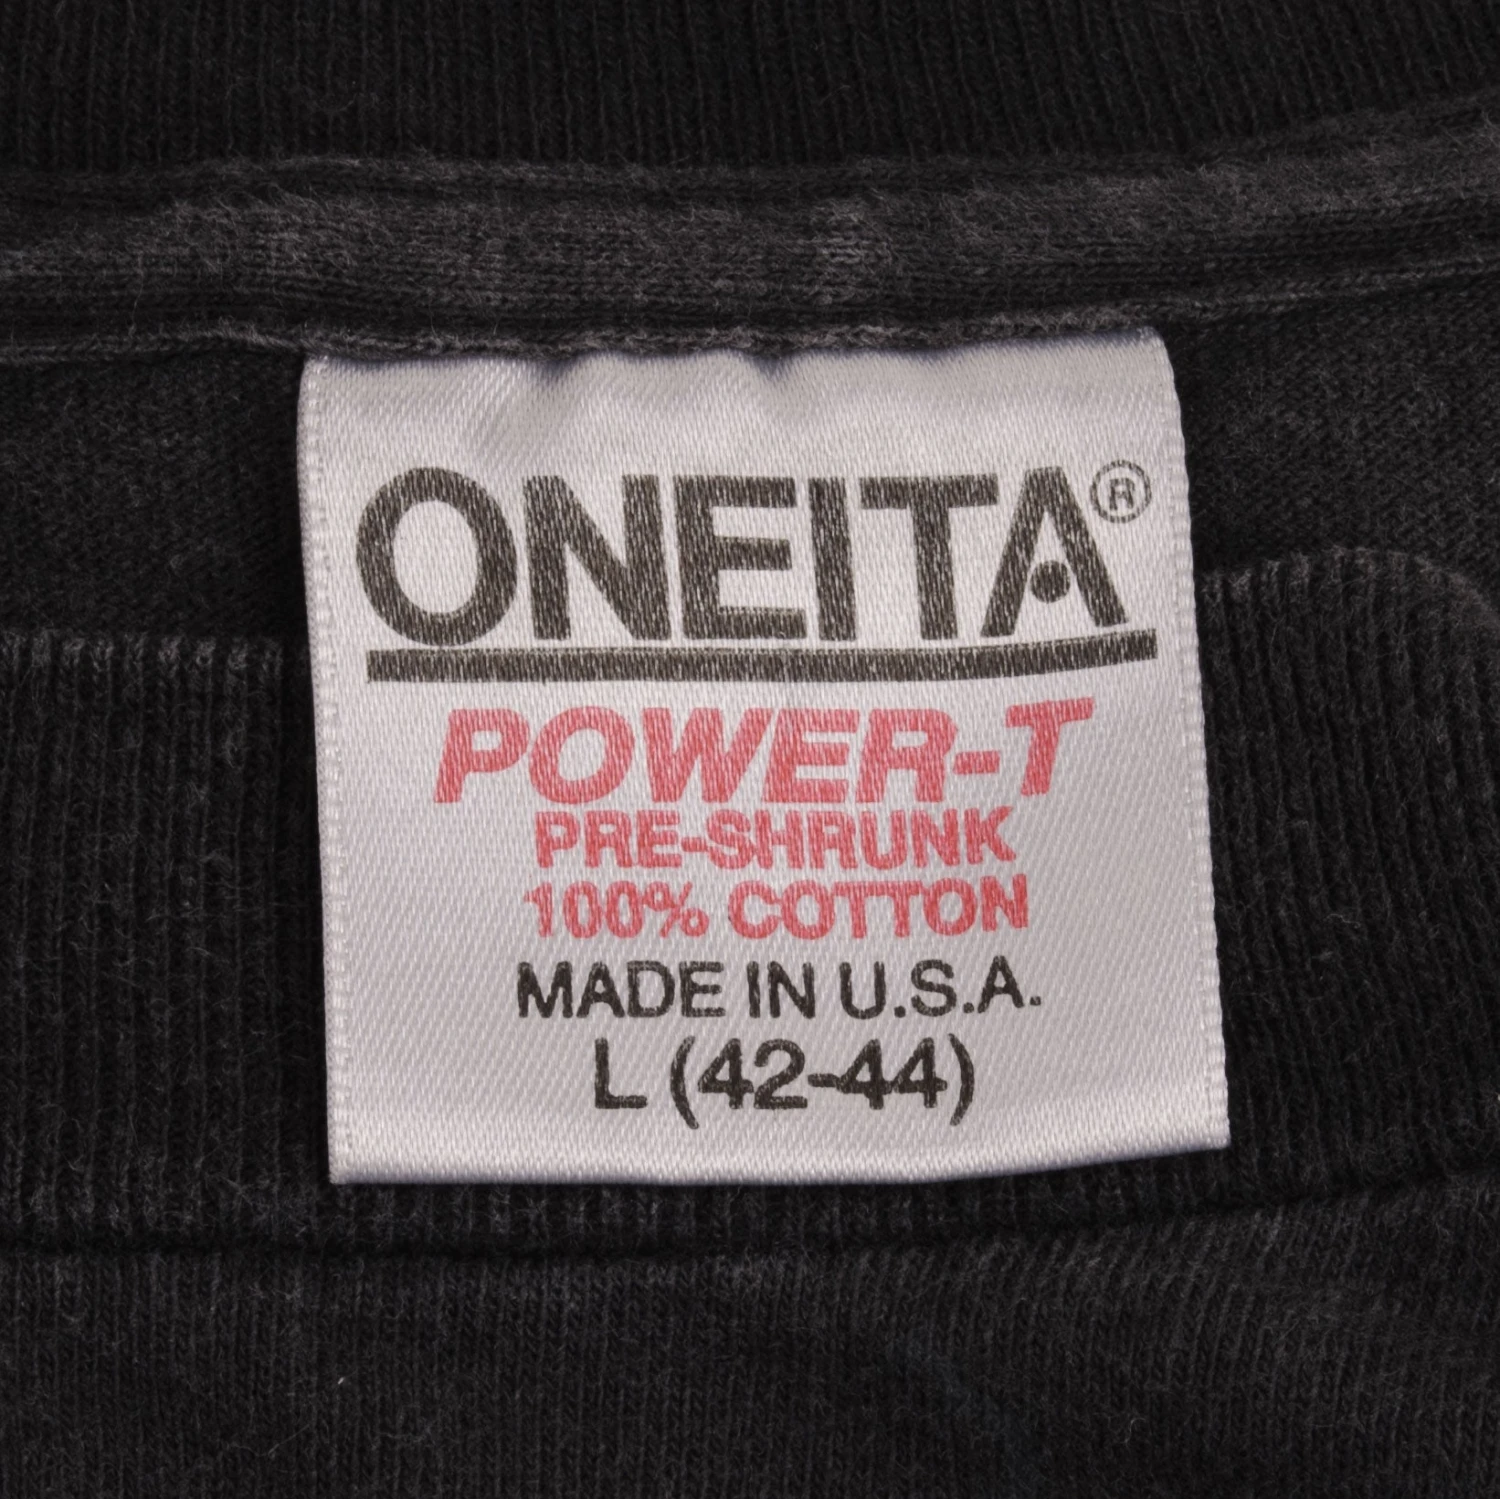 ONEITA®
POWER-T
PRE-SHRUNK
100% COTTON
MADE IN U.S.A.
L (42-44)